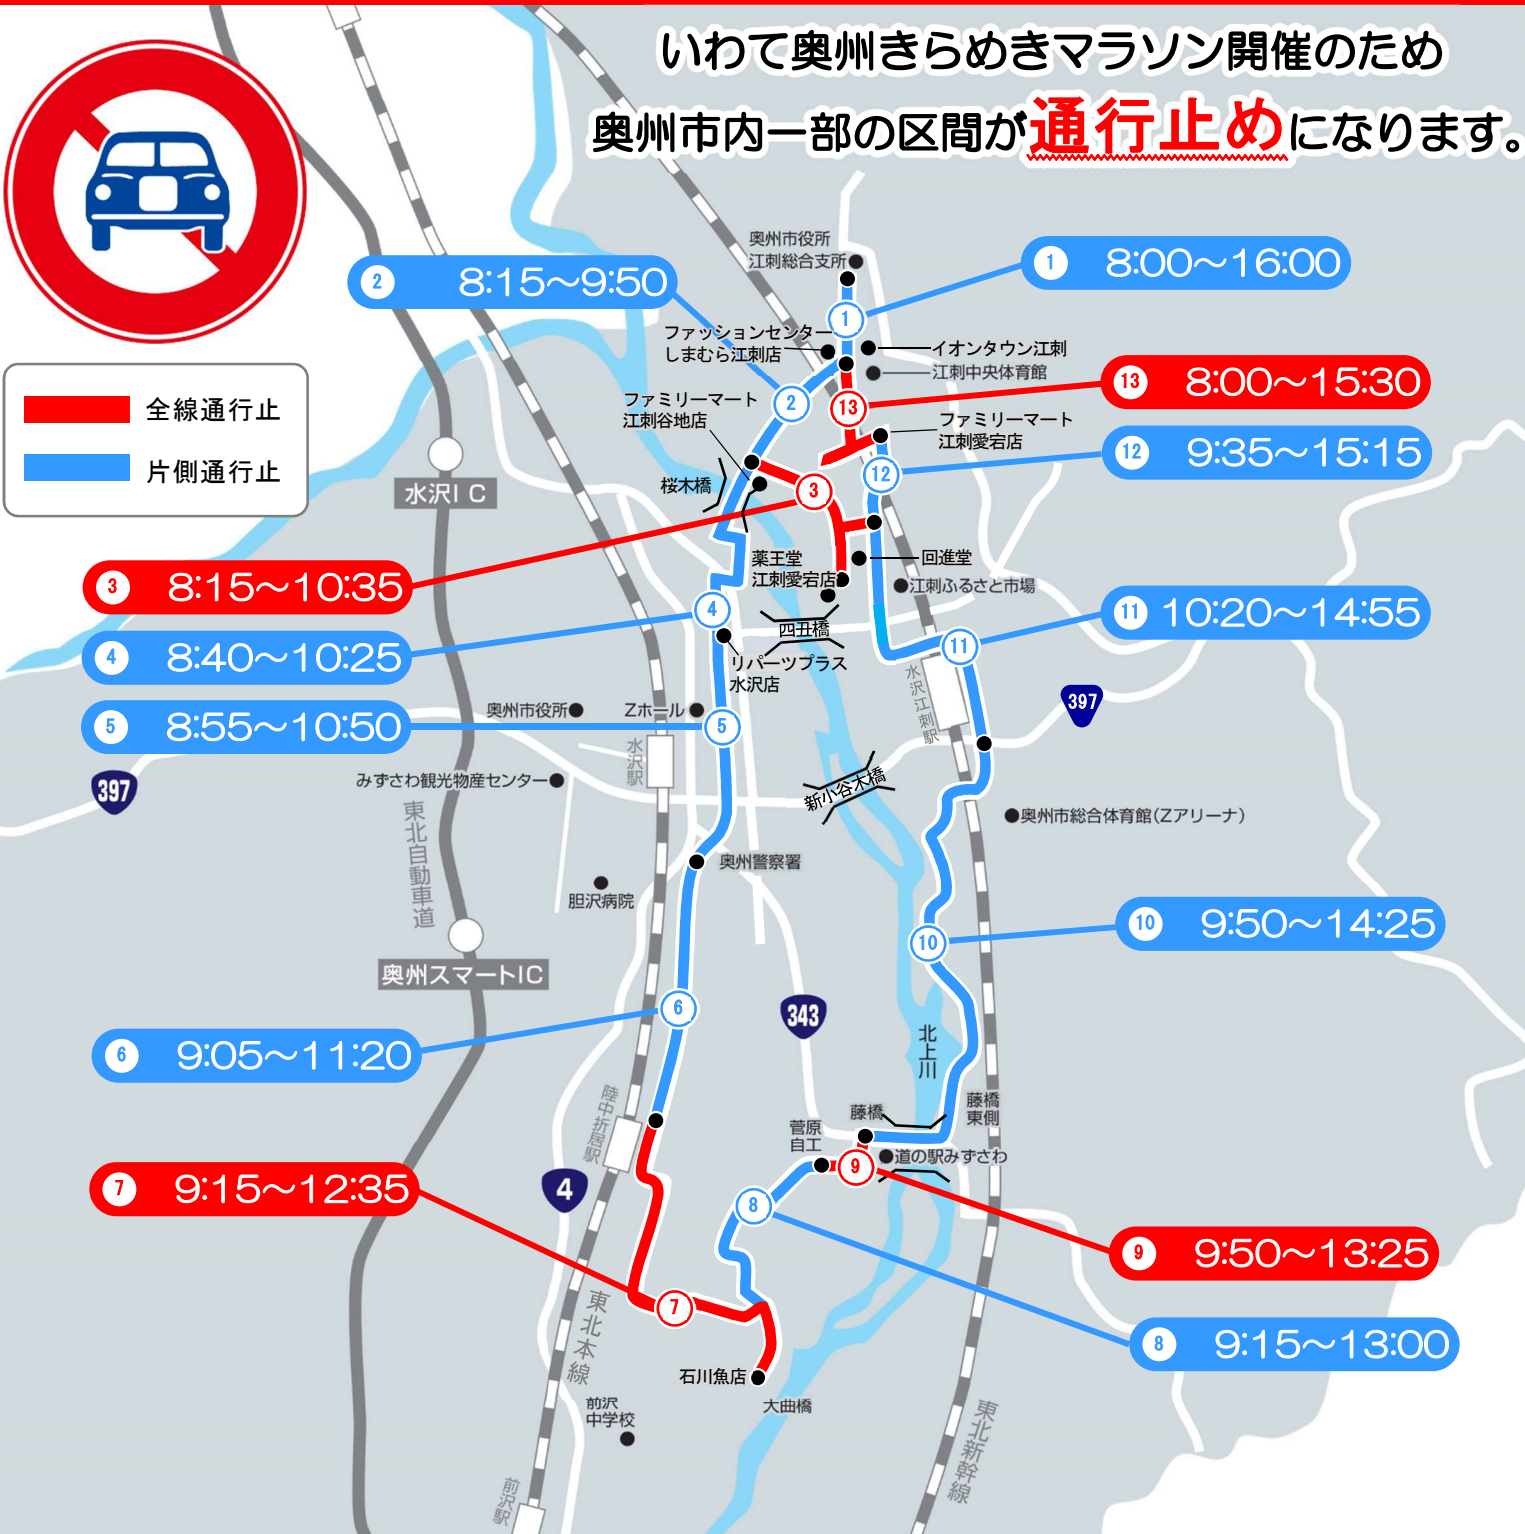 いわて奥州きらめきマラソン開催のため
奥州市内一部の区間が通行止めになります。
全線通行止
片側通行止
奥州市役所
江刺総合支所
1 8:00～16:00
2 8:15～9:50
1
ファッションセンター
しまむら江刺店
イオンタウン江刺
江刺中央体育館
13 8:00～15:30
ファミリーマート
江刺谷地店
2
13
ファミリーマート
江刺愛宕店
12 9:35～15:15
水沢IC
桜木橋
3
12
3 8:15～10:35
薬王堂
江刺愛宕店
回進堂
江刺ふるさと市場
4
四丑橋
11 10:20～14:55
4 8:40～10:25
リパーツプラス
水沢店
11
水沢江刺駅
397
5 8:55～10:50
奥州市役所
Zホール
5
水沢駅
みずさわ観光物産センター
397
新小谷木橋
東北自動車道
奥州市総合体育館(Zアリーナ)
奥州警察署
胆沢病院
10
10 9:50～14:25
奥州スマートIC
6
343
北上川
6 9:05～11:20
陸中折居駅
藤橋
藤橋
東側
菅原
自工
道の駅みずさわ
9
7 9:15～12:35
4
8
9 9:50～13:25
7
東北本線
8 9:15～13:00
石川魚店
大曲橋
前沢
中学校
前沢駅
東北新幹線